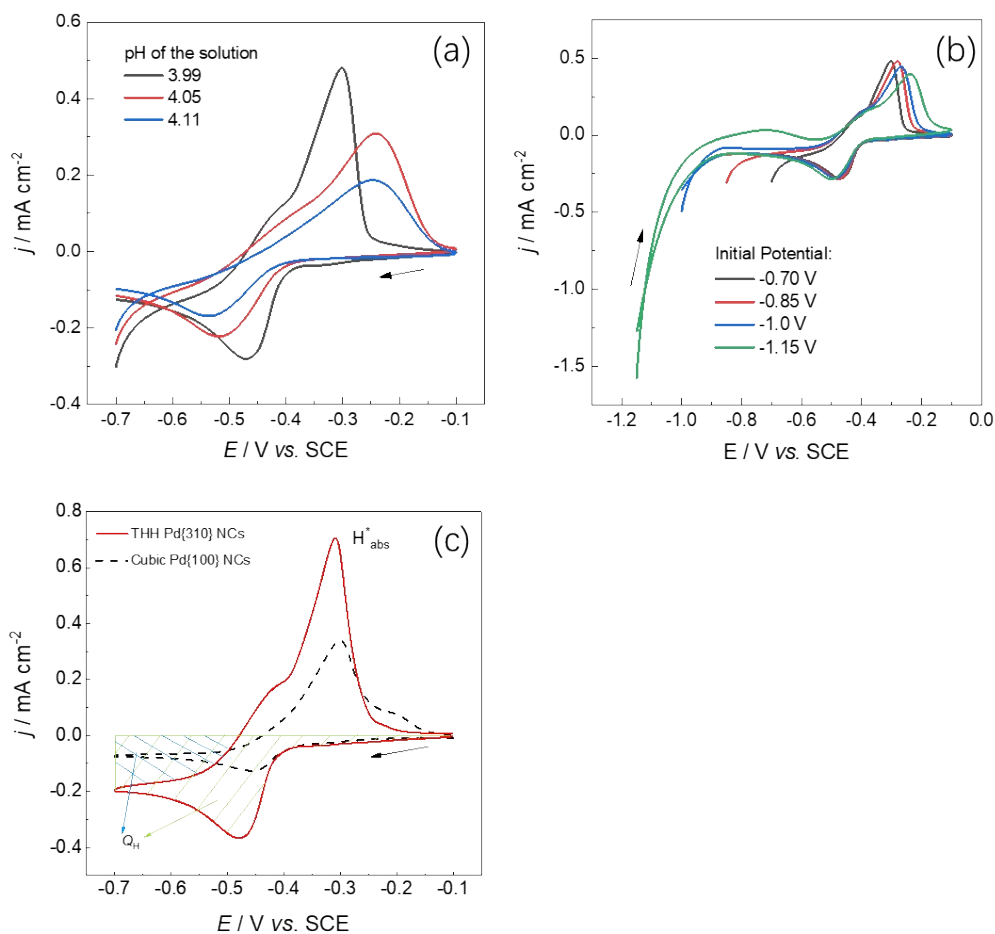 (a)
pH of the solution
3.99
4.05
4.11
0.6
0.4
0.2
0.0
-0.2
-0.4
j / mA cm⁻²
-0.7 -0.6 -0.5 -0.4 -0.3 -0.2 -0.1
E / V vs. SCE
(b)
0.5
0.0
-0.5
-1.0
-1.5
j / mA cm⁻²
Initial Potential:
-0.70 V
-0.85 V
-1.0 V
-1.15 V
-1.2 -1.0 -0.8 -0.6 -0.4 -0.2 0.0
E / V vs. SCE
(c)
THH Pd{310} NCs
Cubic Pd{100} NCs
H*abs
0.8
0.6
0.4
0.2
0.0
-0.2
-0.4
j / mA cm⁻²
QH
-0.7 -0.6 -0.5 -0.4 -0.3 -0.2 -0.1
E / V vs. SCE